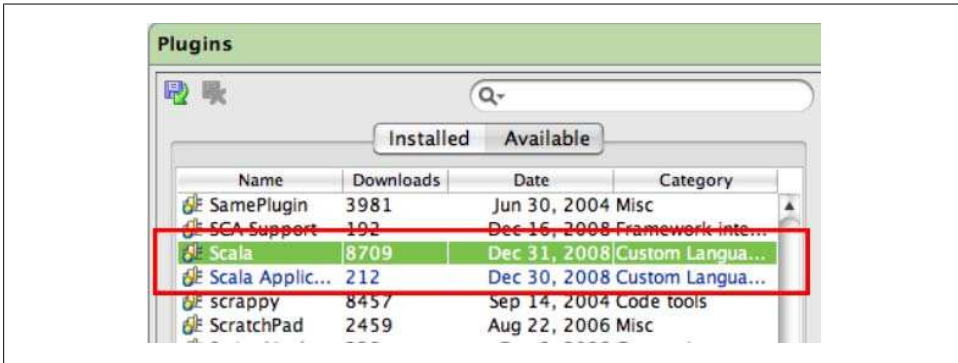 Plugins
Installed Available
Name Downloads Date Category
SamePlugin 3981 Jun 30, 2004 Misc
SCA Support 192 Dec 16, 2008 Framework inte...
Scala 8709 Dec 31, 2008 Custom Langua...
Scala Applic... 212 Dec 30, 2008 Custom Langua...
scrappy 8457 Sep 14, 2004 Code tools
ScratchPad 2459 Aug 22, 2006 Misc